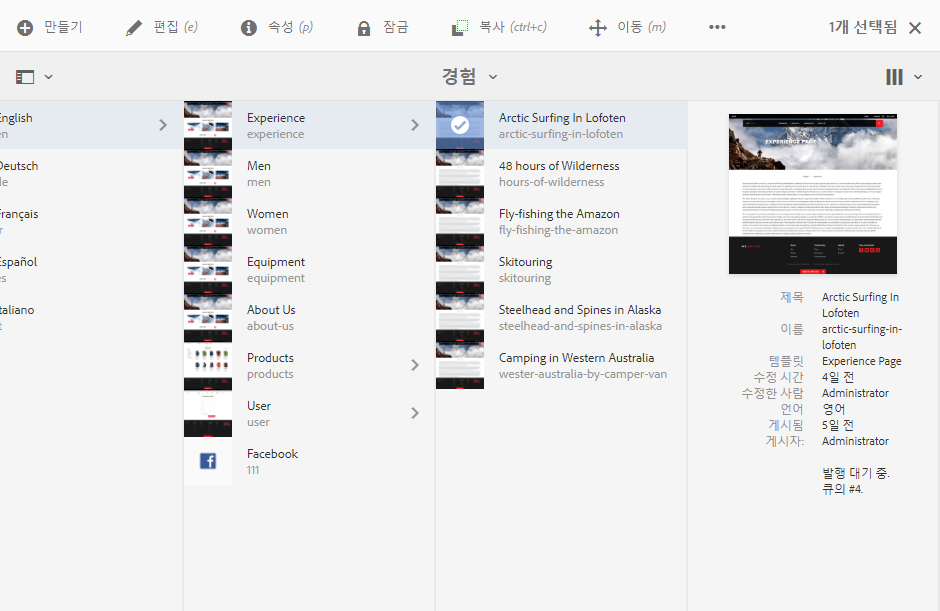 만들기
편집 (e)
속성 (p)
잠금
복사 (ctrl+c)
이동 (m)
1개 선택됨
경험
English
en
Deutsch
de
Français
fr
Español
es
Italiano
it
Experience
experience
Men
men
Women
women
Equipment
equipment
About Us
about-us
Products
products
User
user
Facebook
111
Arctic Surfing In Lofoten
arctic-surfing-in-lofoten
48 hours of Wilderness
hours-of-wilderness
Fly-fishing the Amazon
fly-fishing-the-amazon
Skitouring
skitouring
Steelhead and Spines in Alaska
steelhead-and-spines-in-alaska
Camping in Western Australia
wester-australia-by-camper-van
EXPERIENCE PAGE
제목 Arctic Surfing In
Lofoten
이름 arctic-surfing-in-
lofoten
템플릿 Experience Page
수정 시간 4일 전
수정한 사람 Administrator
언어 영어
게시됨 5일 전
게시자: Administrator
발행 대기 중.
큐의 #4.